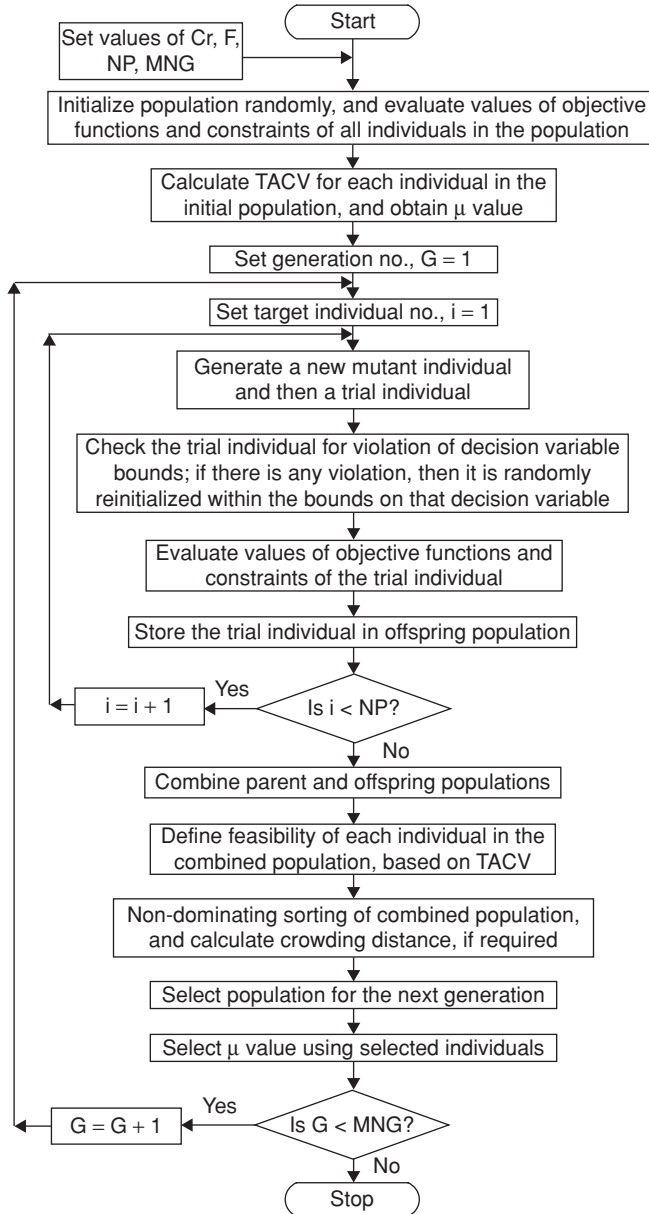 Start
Set values of Cr, F,
NP, MNG
Initialize population randomly, and evaluate values of objective
functions and constraints of all individuals in the population
Calculate TACV for each individual in the
initial population, and obtain μ value
Set generation no., G = 1
Set target individual no., i = 1
Generate a new mutant individual
and then a trial individual
Check the trial individual for violation of decision variable
bounds; if there is any violation, then it is randomly
reinitialized within the bounds on that decision variable
Evaluate values of objective functions and
constraints of the trial individual
Store the trial individual in offspring population
Is i < NP?
Yes
i = i + 1
No
Combine parent and offspring populations
Define feasibility of each individual in the
combined population, based on TACV
Non-dominating sorting of combined population,
and calculate crowding distance, if required
Select population for the next generation
Select μ value using selected individuals
Is G < MNG?
Yes
G = G + 1
No
Stop